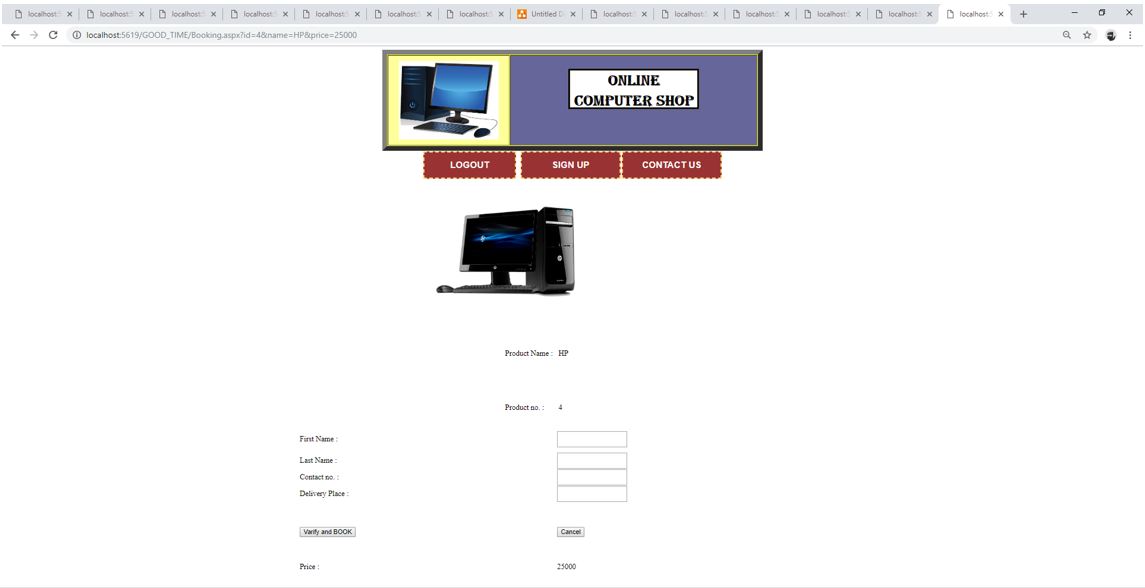 localhost:5 localhost:5 localhost:5 localhost:5 localhost:5 localhost:5 localhost:5 Untitled D localhost:5 localhost:5 localhost:5 localhost:5 localhost:5 localhost:5
localhost:5619/GOOD_TIME/Booking.aspx?id=4&name=HP&price=25000
ONLINE
COMPUTER SHOP
LOGOUT SIGN UP CONTACT US
Product Name : HP
Product no. : 4
First Name :
Last Name :
Contact no. :
Delivery Place :
Varify and BOOK Cancel
Price : 25000